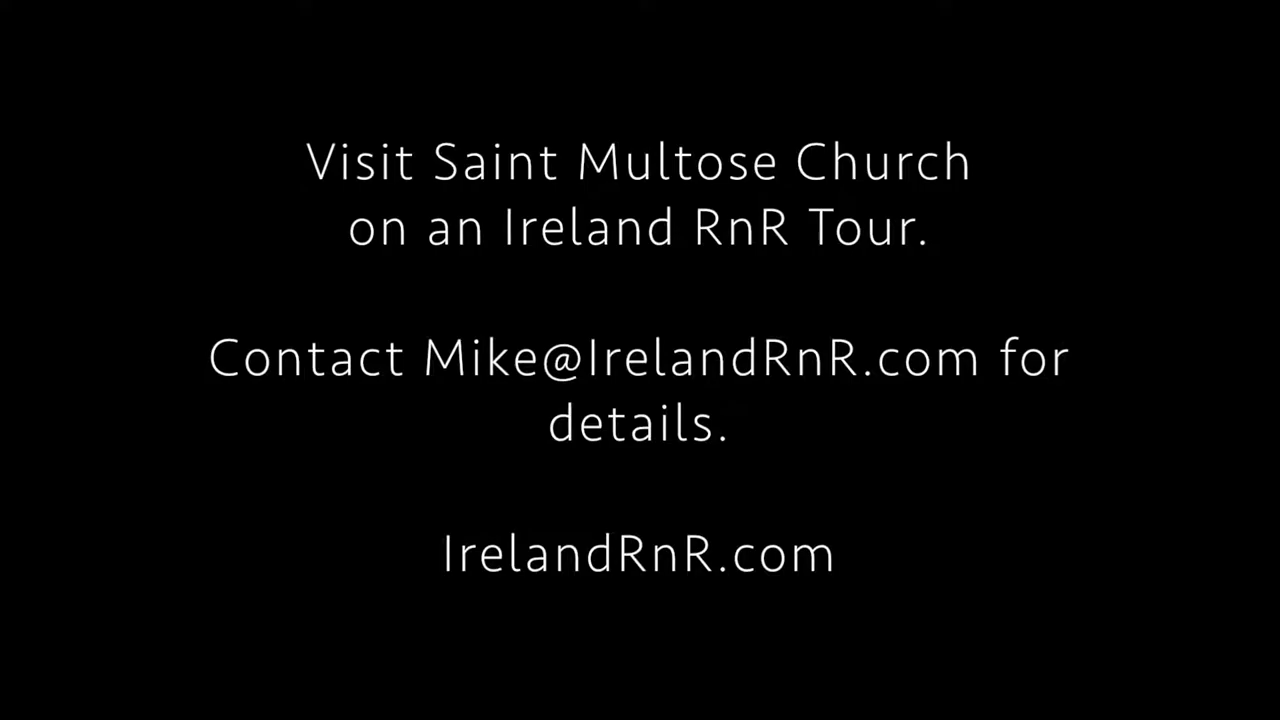 Visit Saint Multose Church
on an Ireland RnR Tour.
Contact Mike@IrelandRnR.com for
details.
IrelandRnR.com